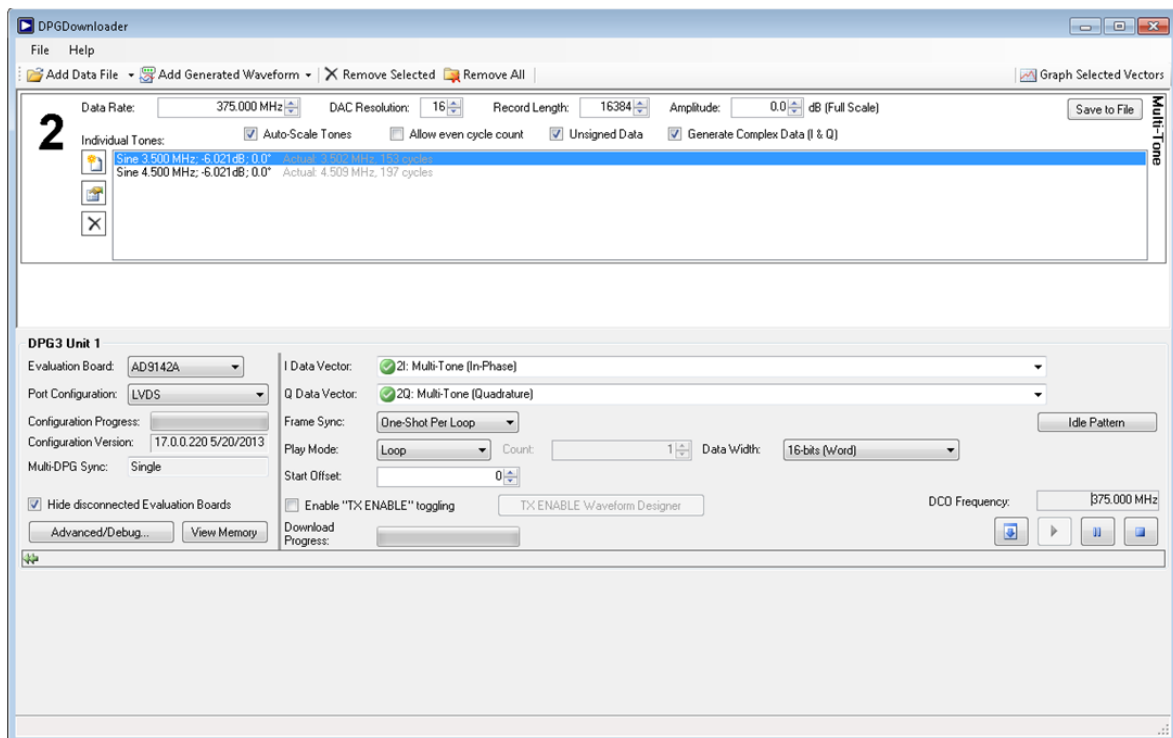 DPGDownloader
File Help
Add Data File Add Generated Waveform Remove Selected Remove All Graph Selected Vectors
2 Data Rate: 375.000 MHz DAC Resolution: 16 Record Length: 16384 Amplitude: 0.0 dB (Full Scale) Save to File Multi-Tone
Individual Tones: Auto-Scale Tones Allow even cycle count Unsigned Data Generate Complex Data (I & Q)
Sine 3.500 MHz; -6.021dB; 0.0° Actual: 3.502 MHz, 153 cycles
Sine 4.500 MHz; -6.021dB; 0.0° Actual: 4.509 MHz, 197 cycles
DPG3 Unit 1
Evaluation Board: AD9142A I Data Vector: 2I: Multi-Tone (In-Phase)
Port Configuration: LVDS Q Data Vector: 2Q: Multi-Tone (Quadrature)
Configuration Progress: Frame Sync: One-Shot Per Loop Idle Pattern
Configuration Version: 17.0.0.220 5/20/2013 Play Mode: Loop Count: 1 Data Width: 16-bits (Word)
Multi-DPG Sync: Single Start Offset: 0
Hide disconnected Evaluation Boards Enable "TX ENABLE" toggling TX ENABLE Waveform Designer DCO Frequency: 375.000 MHz
Advanced/Debug... View Memory Download
Progress: